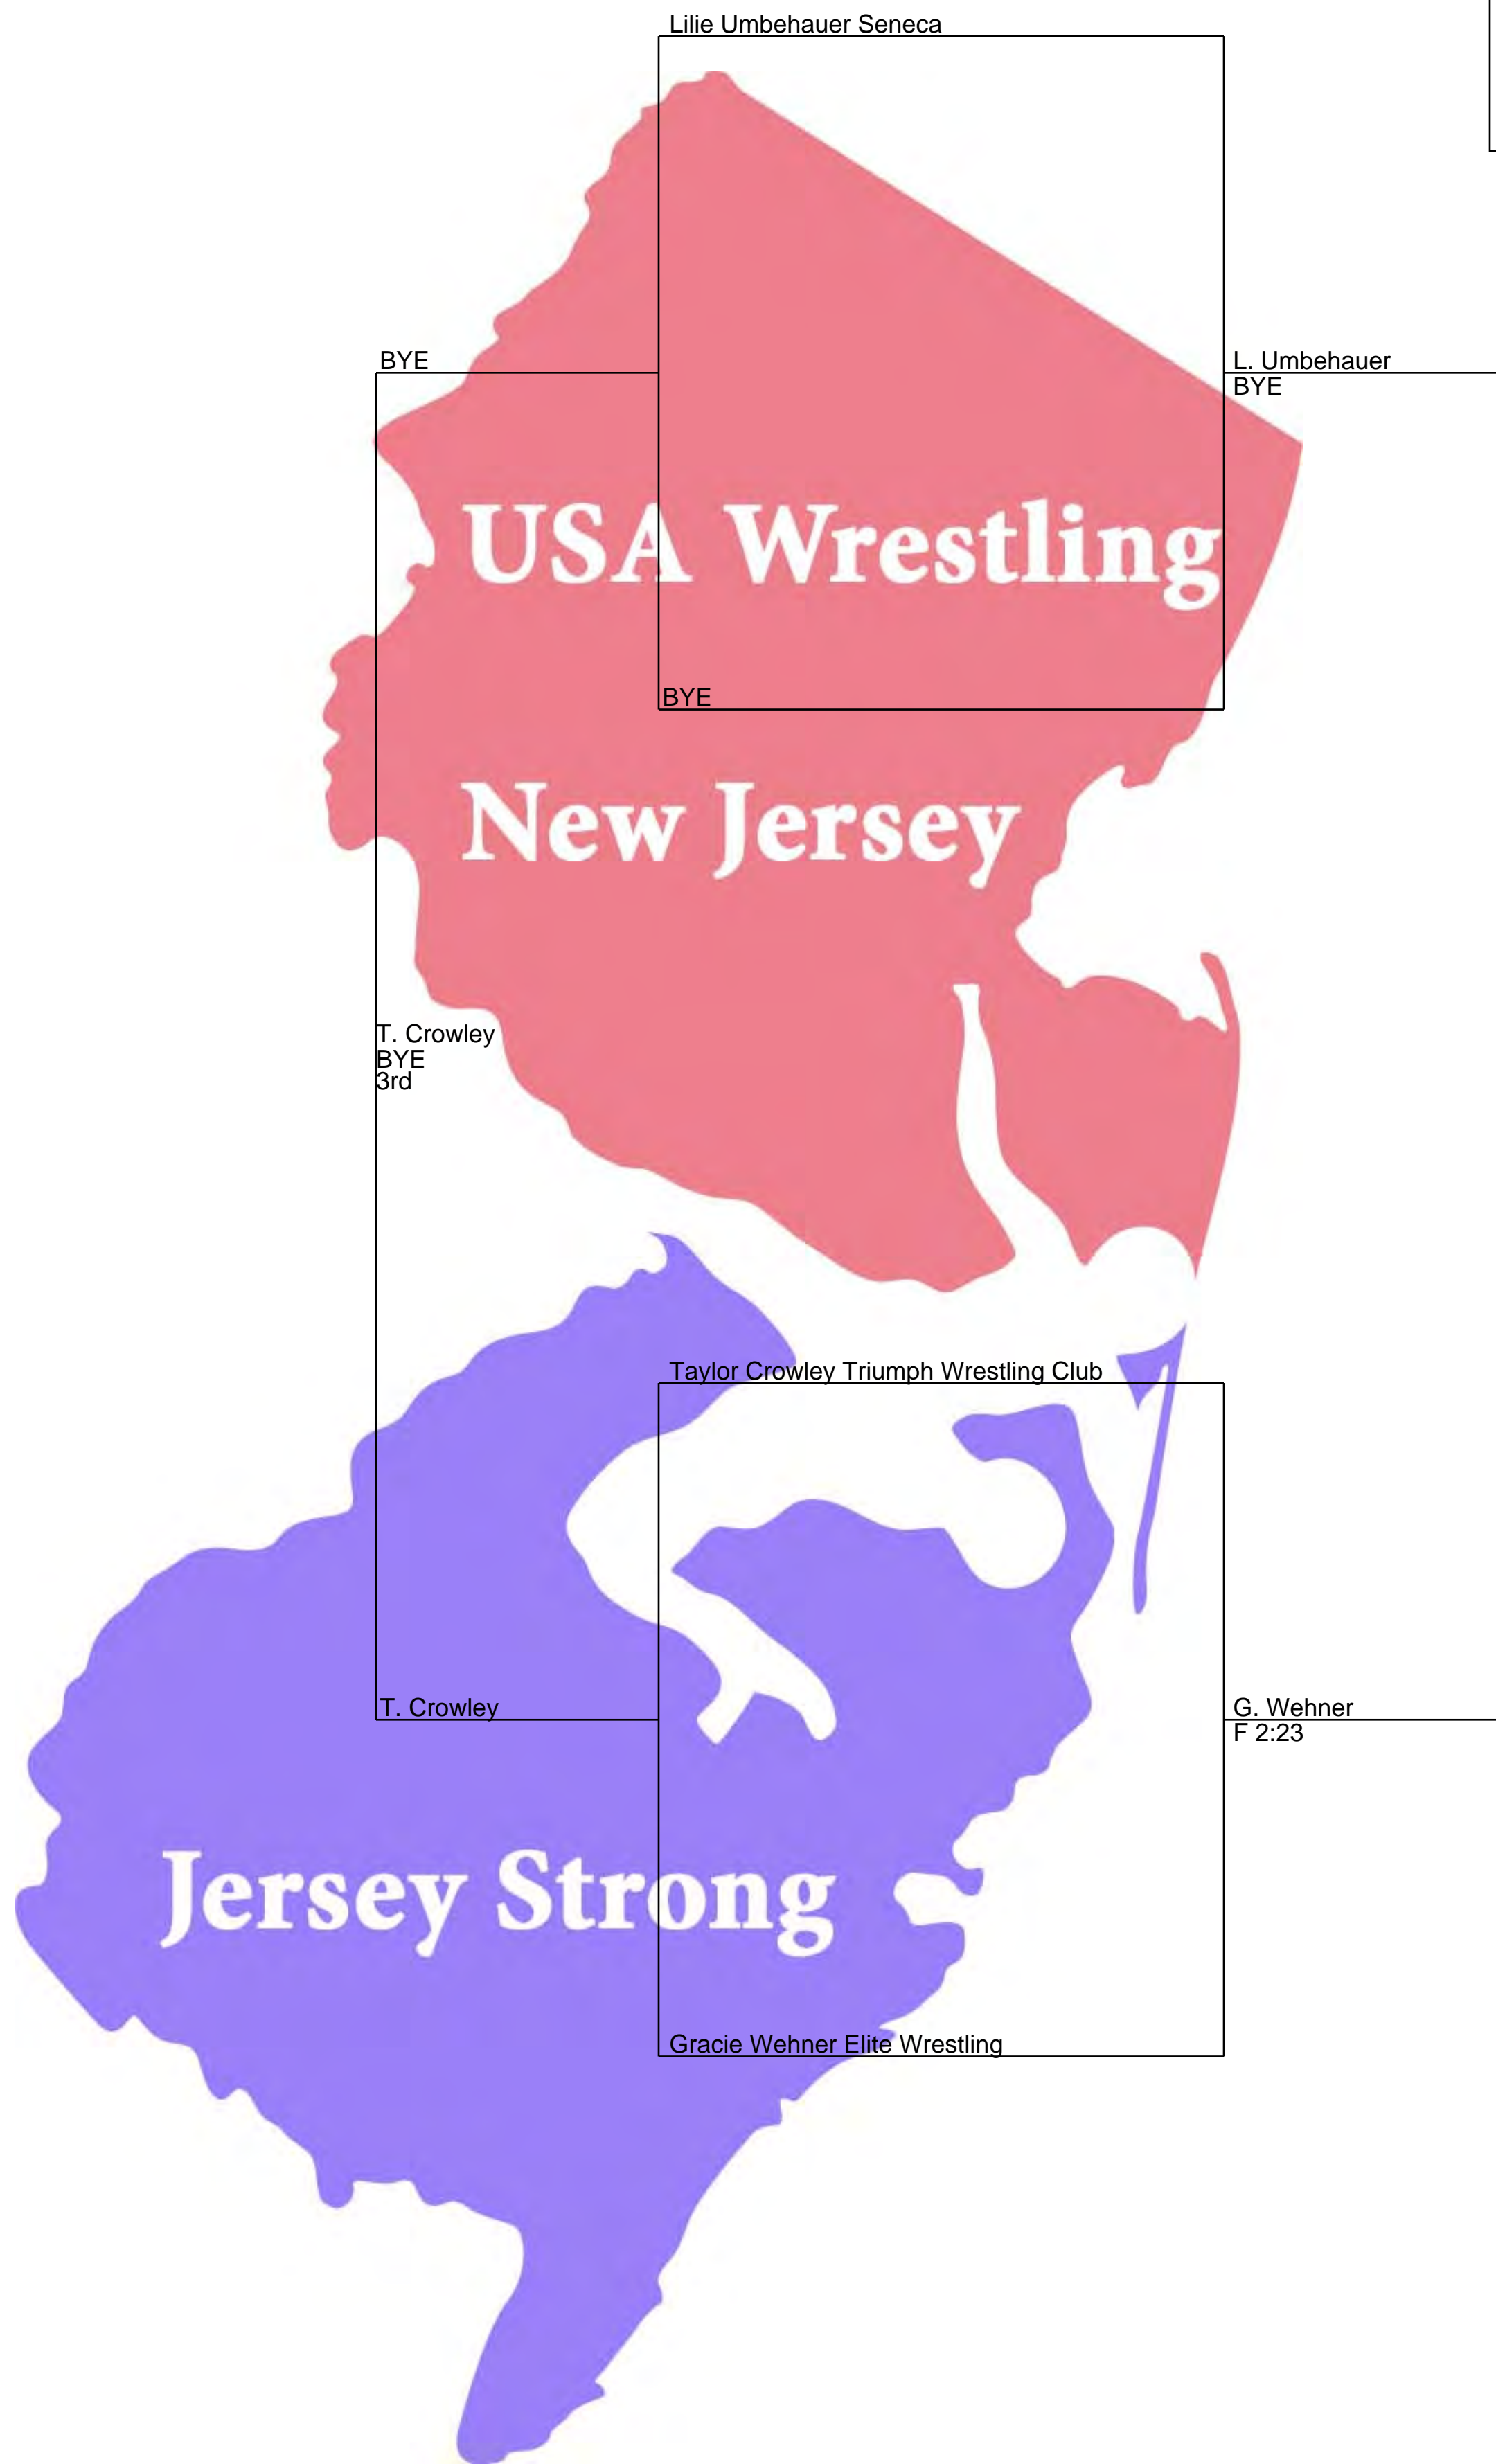 Lilie Umbehauer Seneca
BYE
L. Umbehauer
BYE
USA Wrestling
BYE
New Jersey
T. Crowley
BYE
3rd
Taylor Crowley Triumph Wrestling Club
T. Crowley
G. Wehner
F 2:23
Jersey Strong
Gracie Wehner Elite Wrestling